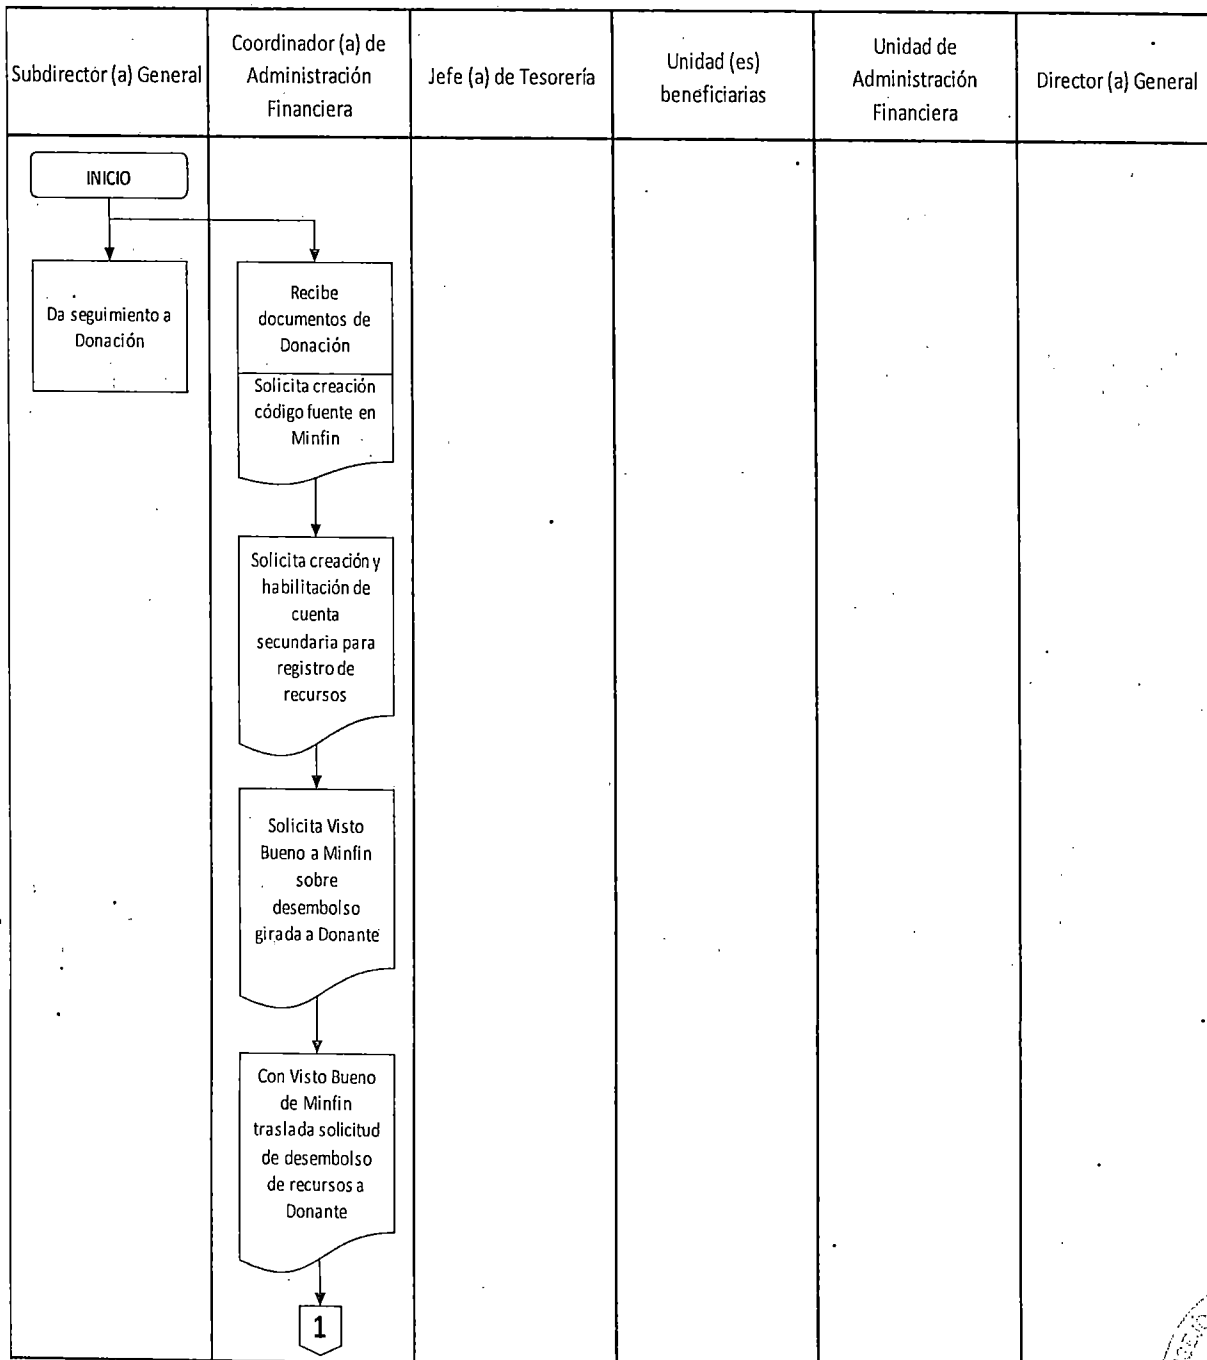 Subdirector (a) General
Coordinador (a) de
Administración
Financiera
Jefe (a) de Tesorería
Unidad (es)
beneficiarias
Unidad de
Administración
Financiera
Director (a) General
INICIO
Da seguimiento a
Donación
Recibe
documentos de
Donación
Solicita creación
código fuente en
Minfin
Solicita creación y
habilitación de
cuenta
secundaria para
registro de
recursos
Solicita Visto
Bueno a Minfin
sobre
desembolso
girada a Donante
Con Visto Bueno
de Minfin
traslada solicitud
de desembolso
de recursos a
Donante
1